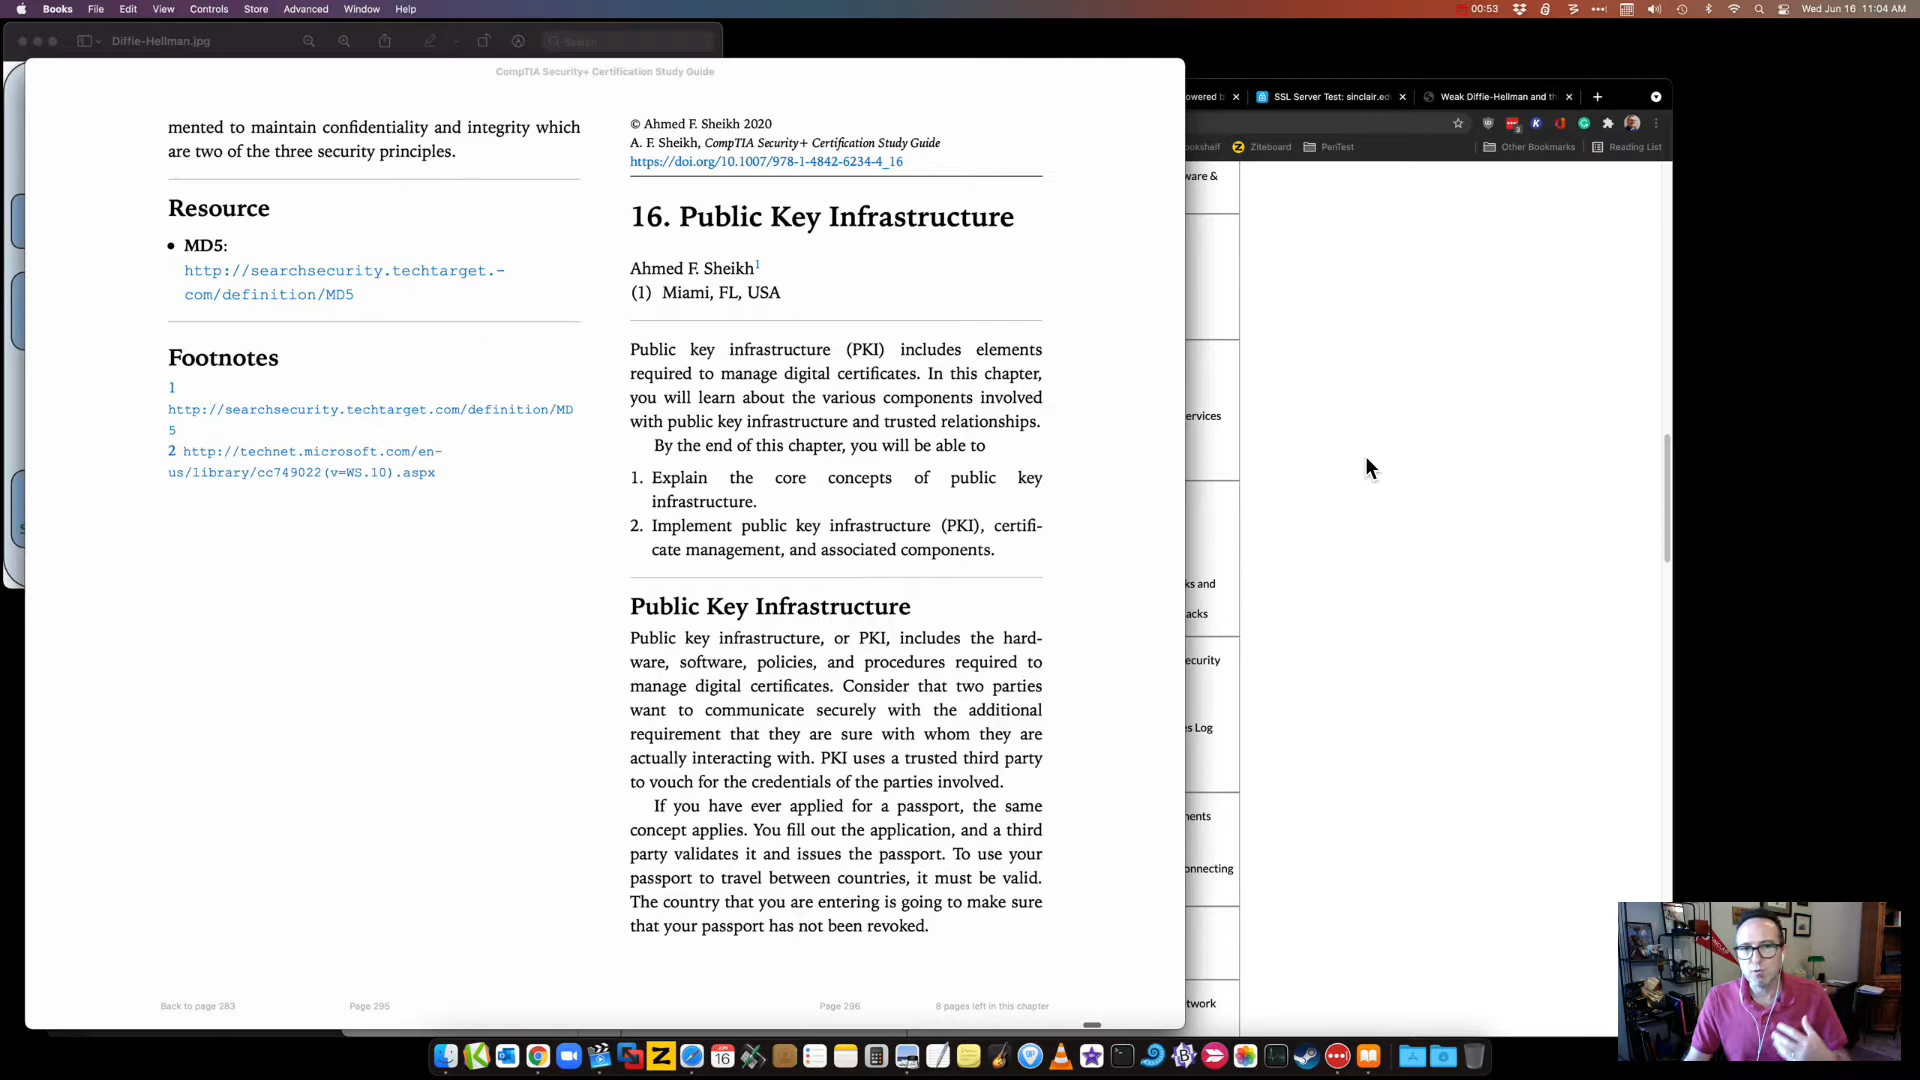 Books File Edit View Controls Store Advanced Window Help
00:53
Wed Jun 16 11:04 AM
Diffie-Hellman.jpg
Search
CompTIA Security+ Certification Study Guide
mented to maintain confidentiality and integrity which
are two of the three security principles.
Resource
• MD5:
http://searchsecurity.techtarget.-
com/definition/MD5
Footnotes
1
http://searchsecurity.techtarget.com/definition/MD
5
2 http://technet.microsoft.com/en-
us/library/cc749022(v=WS.10).aspx
Back to page 283
Page 295
© Ahmed F. Sheikh 2020
A. F. Sheikh, CompTIA Security+ Certification Study Guide
https://doi.org/10.1007/978-1-4842-6234-4_16
16. Public Key Infrastructure
Ahmed F. Sheikh1
(1) Miami, FL, USA
Public key infrastructure (PKI) includes elements
required to manage digital certificates. In this chapter,
you will learn about the various components involved
with public key infrastructure and trusted relationships.
By the end of this chapter, you will be able to
1. Explain the core concepts of public key
infrastructure.
2. Implement public key infrastructure (PKI), certifi-
cate management, and associated components.
Public Key Infrastructure
Public key infrastructure, or PKI, includes the hard-
ware, software, policies, and procedures required to
manage digital certificates. Consider that two parties
want to communicate securely with the additional
requirement that they are sure with whom they are
actually interacting with. PKI uses a trusted third party
to vouch for the credentials of the parties involved.
If you have ever applied for a passport, the same
concept applies. You fill out the application, and a third
party validates it and issues the passport. To use your
passport to travel between countries, it must be valid.
The country that you are entering is going to make sure
that your passport has not been revoked.
Page 296
8 pages left in this chapter
owered b
SSL Server Test: sinclair.ed
Weak Diffie-Hellman and th
okshelf
Ziteboard
PenTest
Other Bookmarks
Reading List
ware &
ervices
ks and
acks
ecurity
es Log
nents
onnecting
twork
JUN
16